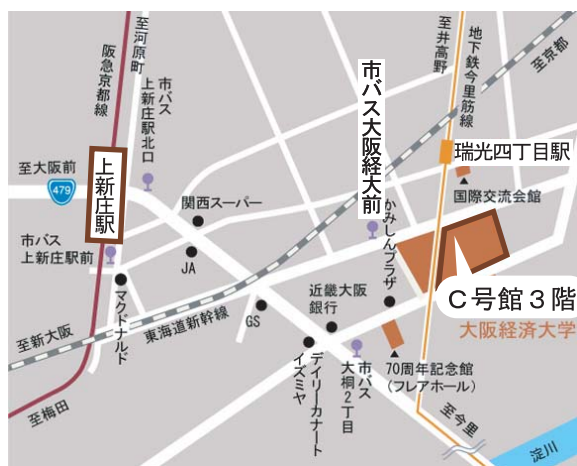 至河原町
阪急京都線
市バス
上新庄駅北口
至大阪前
479
上新庄駅
関西スーパー
JA
市バス
上新庄駅前
マクドナルド
至新大阪
東海道新幹線
至梅田
GS
近畿大阪
銀行
デイリーカナート
イズミヤ
市バス
大桐2丁目
市バス大阪経大前
かみしんプラザ
至井高野
地下鉄今里筋線
至京都
瑞光四丁目駅
国際交流会館
C号館3階
大阪経済大学
70周年記念館
(フレアホール)
至今里
淀川